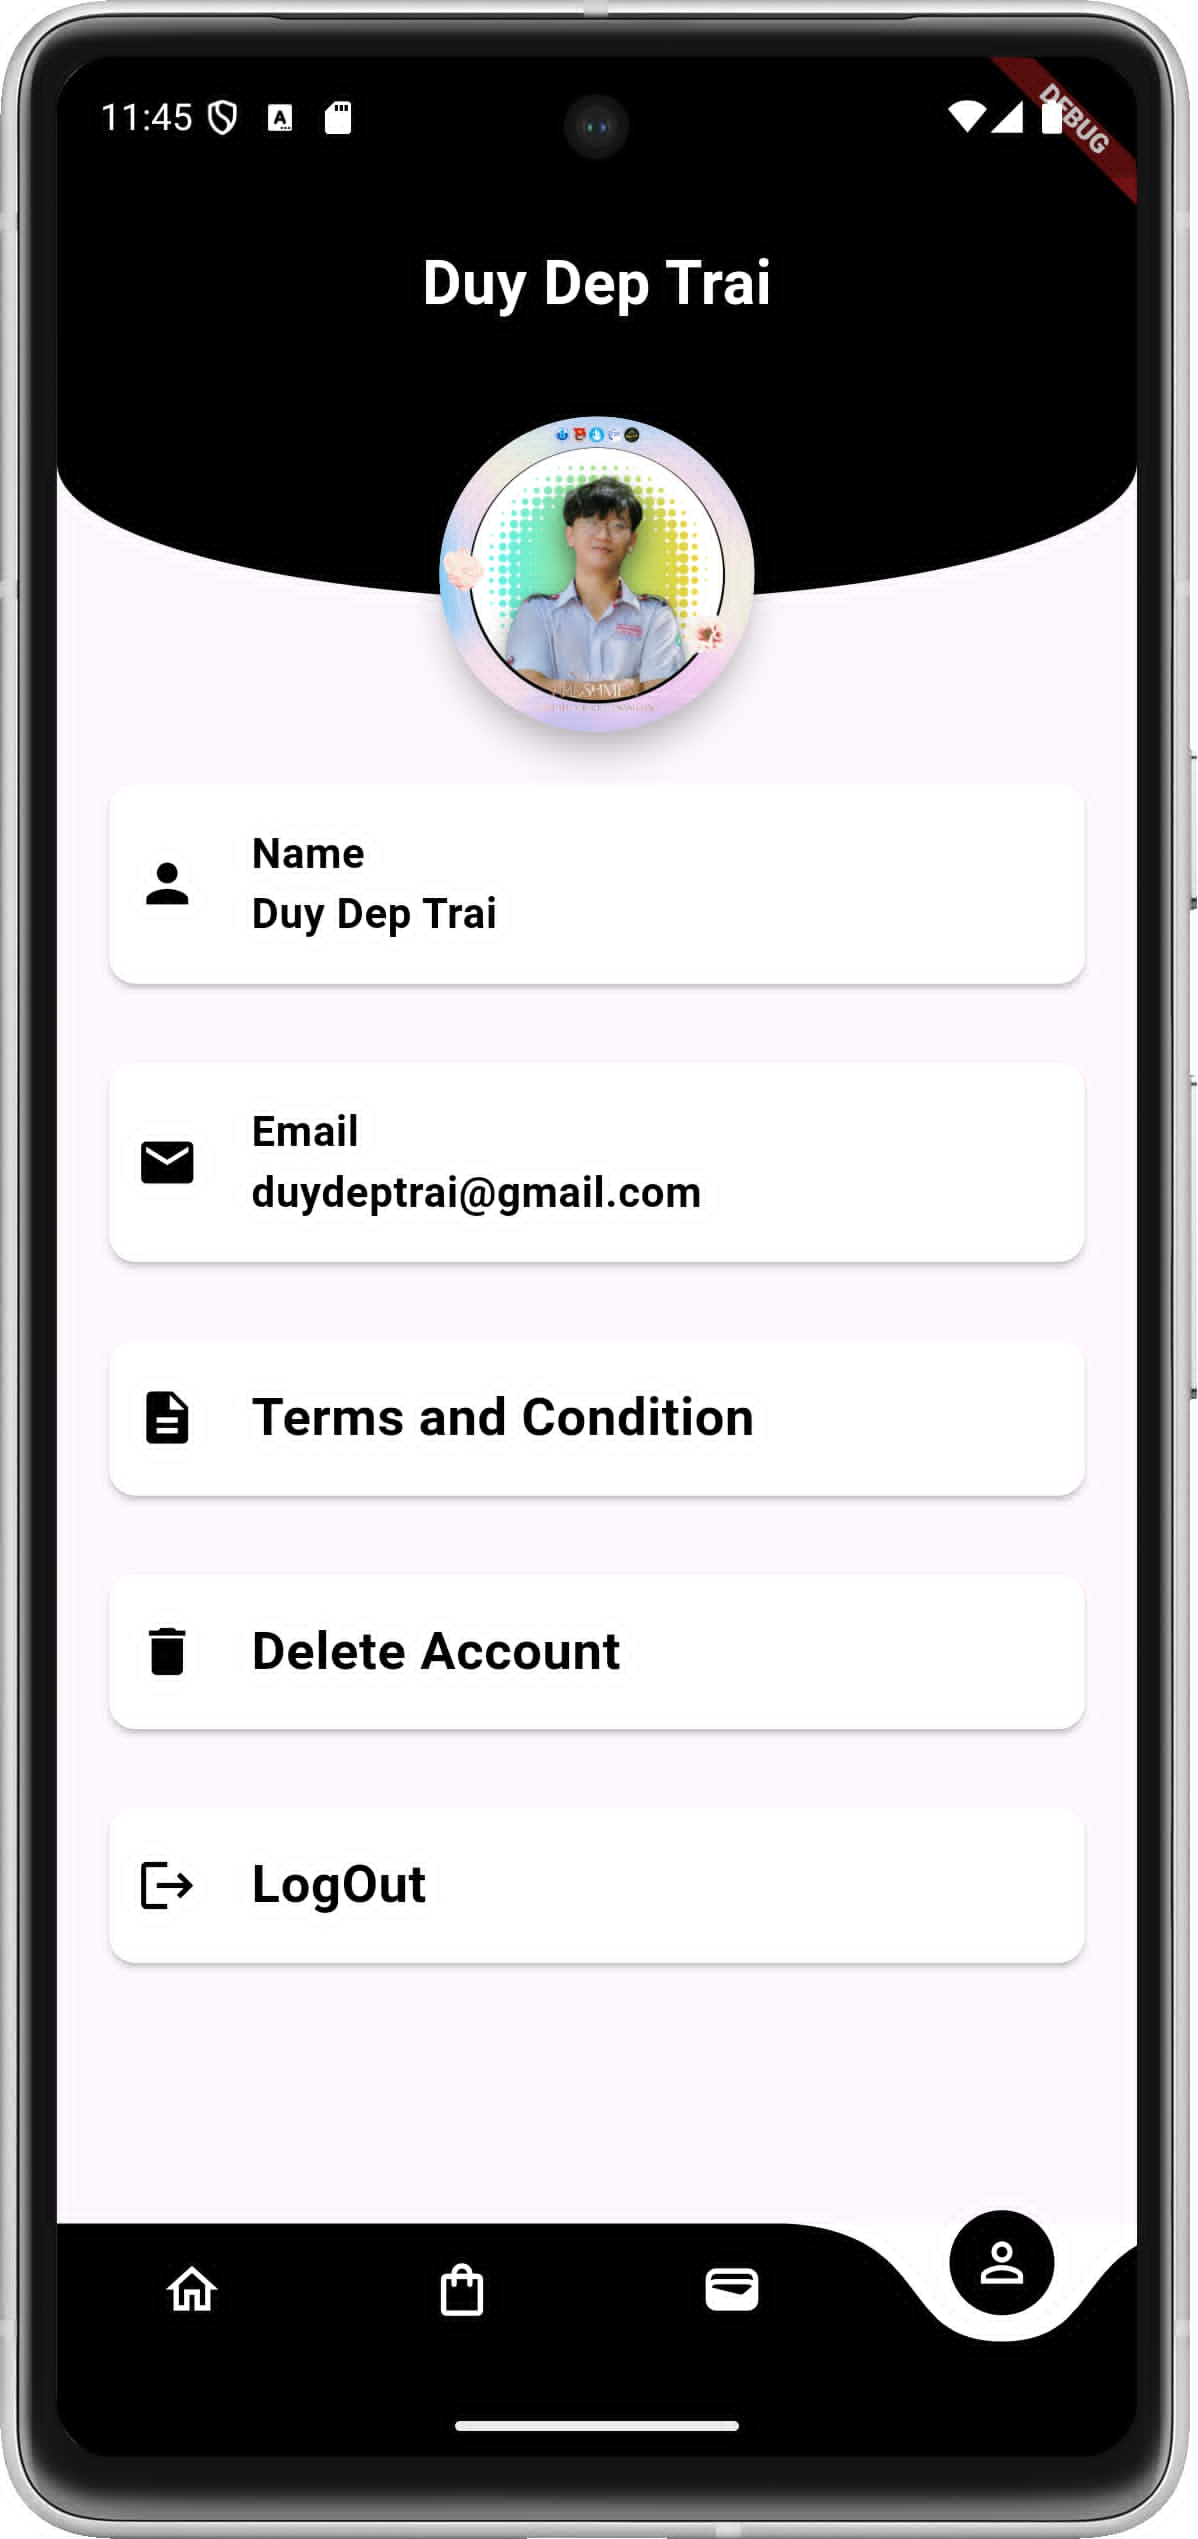 11:45
DEBUG
Duy Dep Trai
Name
Duy Dep Trai
Email
duydeptrai@gmail.com
Terms and Condition
Delete Account
LogOut